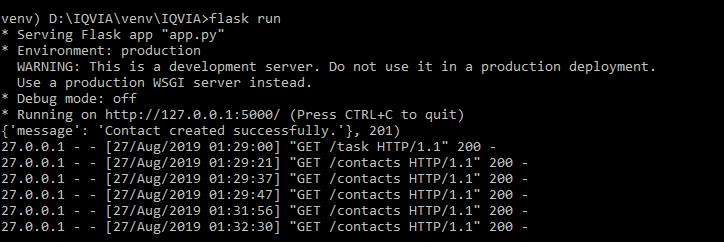 venv) D:\IQVIA\venv\IQVIA>flask run
* Serving Flask app "app.py"
* Environment: production
WARNING: This is a development server. Do not use it in a production deployment.
Use a production WSGI server instead.
* Debug mode: off
* Running on http://127.0.0.1:5000/ (Press CTRL+C to quit)
{'message': 'Contact created successfully.'}, 201)
27.0.0.1 - - [27/Aug/2019 01:29:00] "GET /task HTTP/1.1" 200 -
27.0.0.1 - - [27/Aug/2019 01:29:21] "GET /contacts HTTP/1.1" 200 -
27.0.0.1 - - [27/Aug/2019 01:29:37] "GET /contacts HTTP/1.1" 200 -
27.0.0.1 - - [27/Aug/2019 01:29:47] "GET /contacts HTTP/1.1" 200 -
27.0.0.1 - - [27/Aug/2019 01:31:56] "GET /contacts HTTP/1.1" 200 -
27.0.0.1 - - [27/Aug/2019 01:32:30] "GET /contacts HTTP/1.1" 200 -